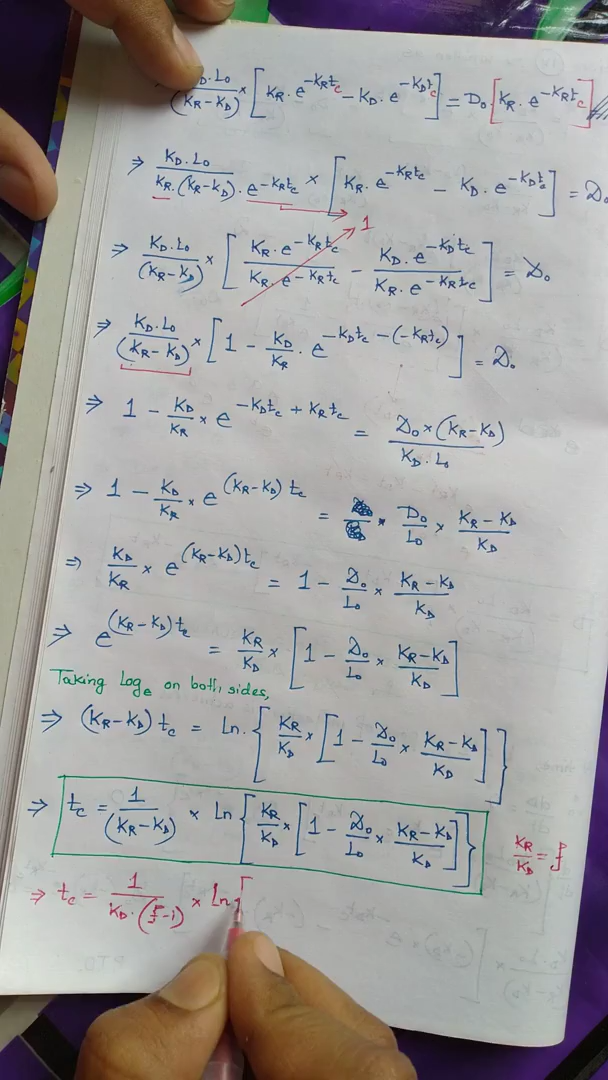 D·L₀/(K_R−K_D) × [K_R·e^(−K_R t_c) − K_D·e^(−K_D t_c)] = D₀[K_R·e^(−K_R t_c)]
⇒ K_D·L₀/(K_R·(K_R−K_D)·e^(−K_R t_c)) × [K_R·e^(−K_R t_c) − K_D·e^(−K_D t_c)] = D₀
1
⇒ K_D·L₀/(K_R−K_D) × [K_R·e^(−K_R t_c)/(K_R·e^(−K_R t_c)) − K_D·e^(−K_D t_c)/(K_R·e^(−K_R t_c))] = D₀
⇒ K_D·L₀/(K_R−K_D) × [1 − K_D/K_R·e^(−K_D t_c−(−K_R t_c))] = D₀
⇒ 1 − K_D/K_R × e^(−K_D t_c + K_R t_c) = D₀×(K_R−K_D)/(K_D·L₀)
⇒ 1 − K_D/K_R × e^((K_R−K_D) t_c) = × D₀/L₀ × (K_R−K_D)/K_D
⇒ K_D/K_R × e^((K_R−K_D) t_c) = 1 − D₀/L₀ × (K_R−K_D)/K_D
⇒ e^((K_R−K_D) t_c) = K_R/K_D × [1 − D₀/L₀ × (K_R−K_D)/K_D]
Taking Logₑ on both sides,
⇒ (K_R−K_D) t_c = Ln·{K_R/K_D × [1 − D₀/L₀ × (K_R−K_D)/K_D]}
⇒ t_c = 1/(K_R−K_D) × Ln{K_R/K_D × [1 − D₀/L₀ × (K_R−K_D)/K_D]}
K_R/K_D = f
⇒ t_c = 1/(K_D·(f−1)) × Ln [